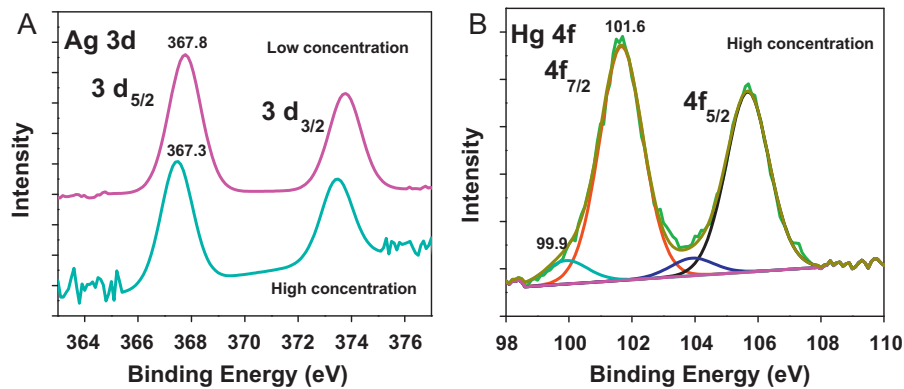 A
Ag 3d
367.8
Low concentration
3 d5/2
3 d3/2
367.3
High concentration
Intensity
364 366 368 370 372 374 376
Binding Energy (eV)
B
Hg 4f
101.6
High concentration
4f7/2
4f5/2
99.9
Intensity
98 100 102 104 106 108 110
Binding Energy (eV)